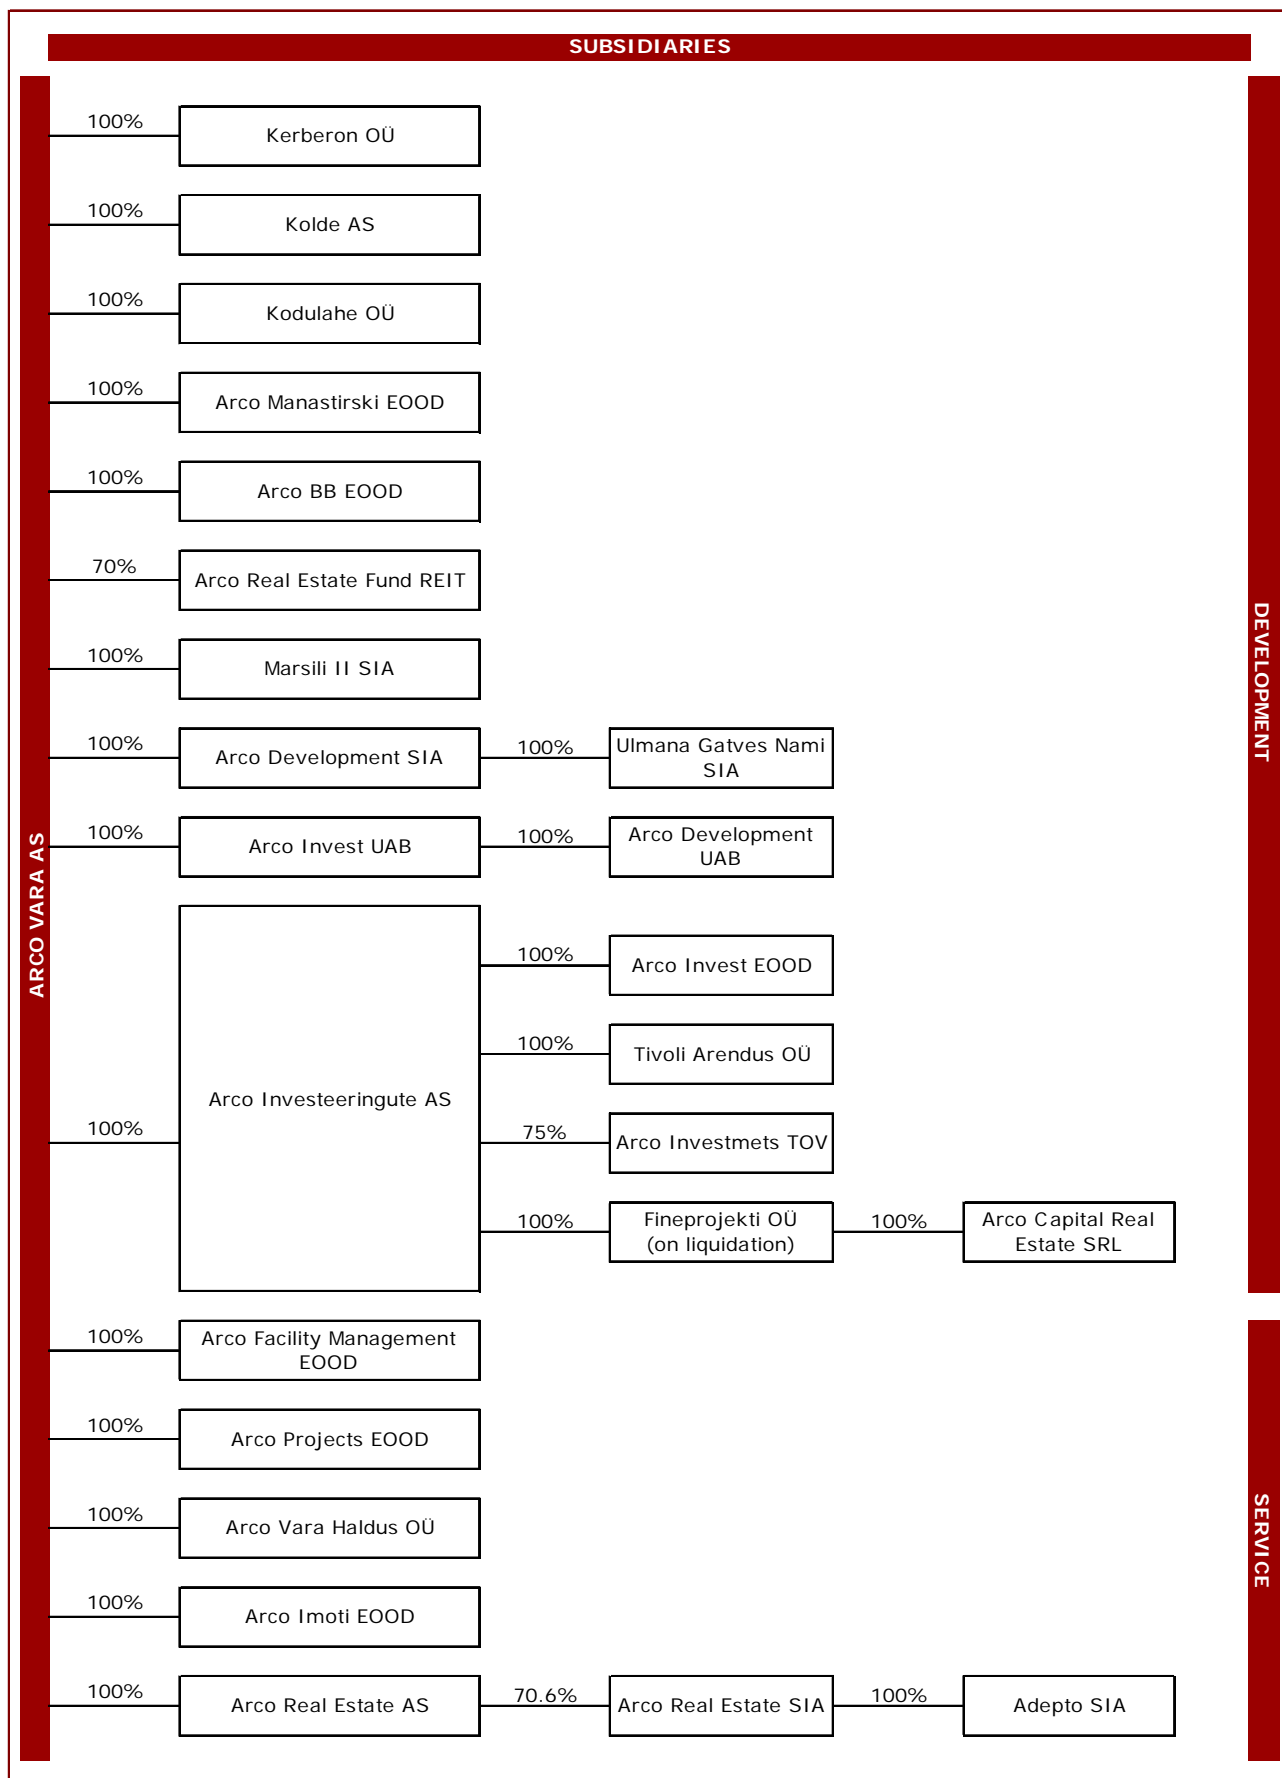 SUBSIDIARIES
ARCO VARA AS
DEVELOPMENT
100%
Kerberon OÜ
100%
Kolde AS
100%
Kodulahe OÜ
100%
Arco Manastirski EOOD
100%
Arco BB EOOD
70%
Arco Real Estate Fund REIT
100%
Marsili II SIA
100%
Arco Development SIA
100%
Ulmana Gatves Nami
SIA
100%
Arco Invest UAB
100%
Arco Development
UAB
100%
Arco Investeeringute AS
100%
Arco Invest EOOD
100%
Tivoli Arendus OÜ
75%
Arco Investmets TOV
100%
Fineprojekti OÜ
(on liquidation)
100%
Arco Capital Real
Estate SRL
SERVICE
100%
Arco Facility Management
EOOD
100%
Arco Projects EOOD
100%
Arco Vara Haldus OÜ
100%
Arco Imoti EOOD
100%
Arco Real Estate AS
70.6%
Arco Real Estate SIA
100%
Adepto SIA